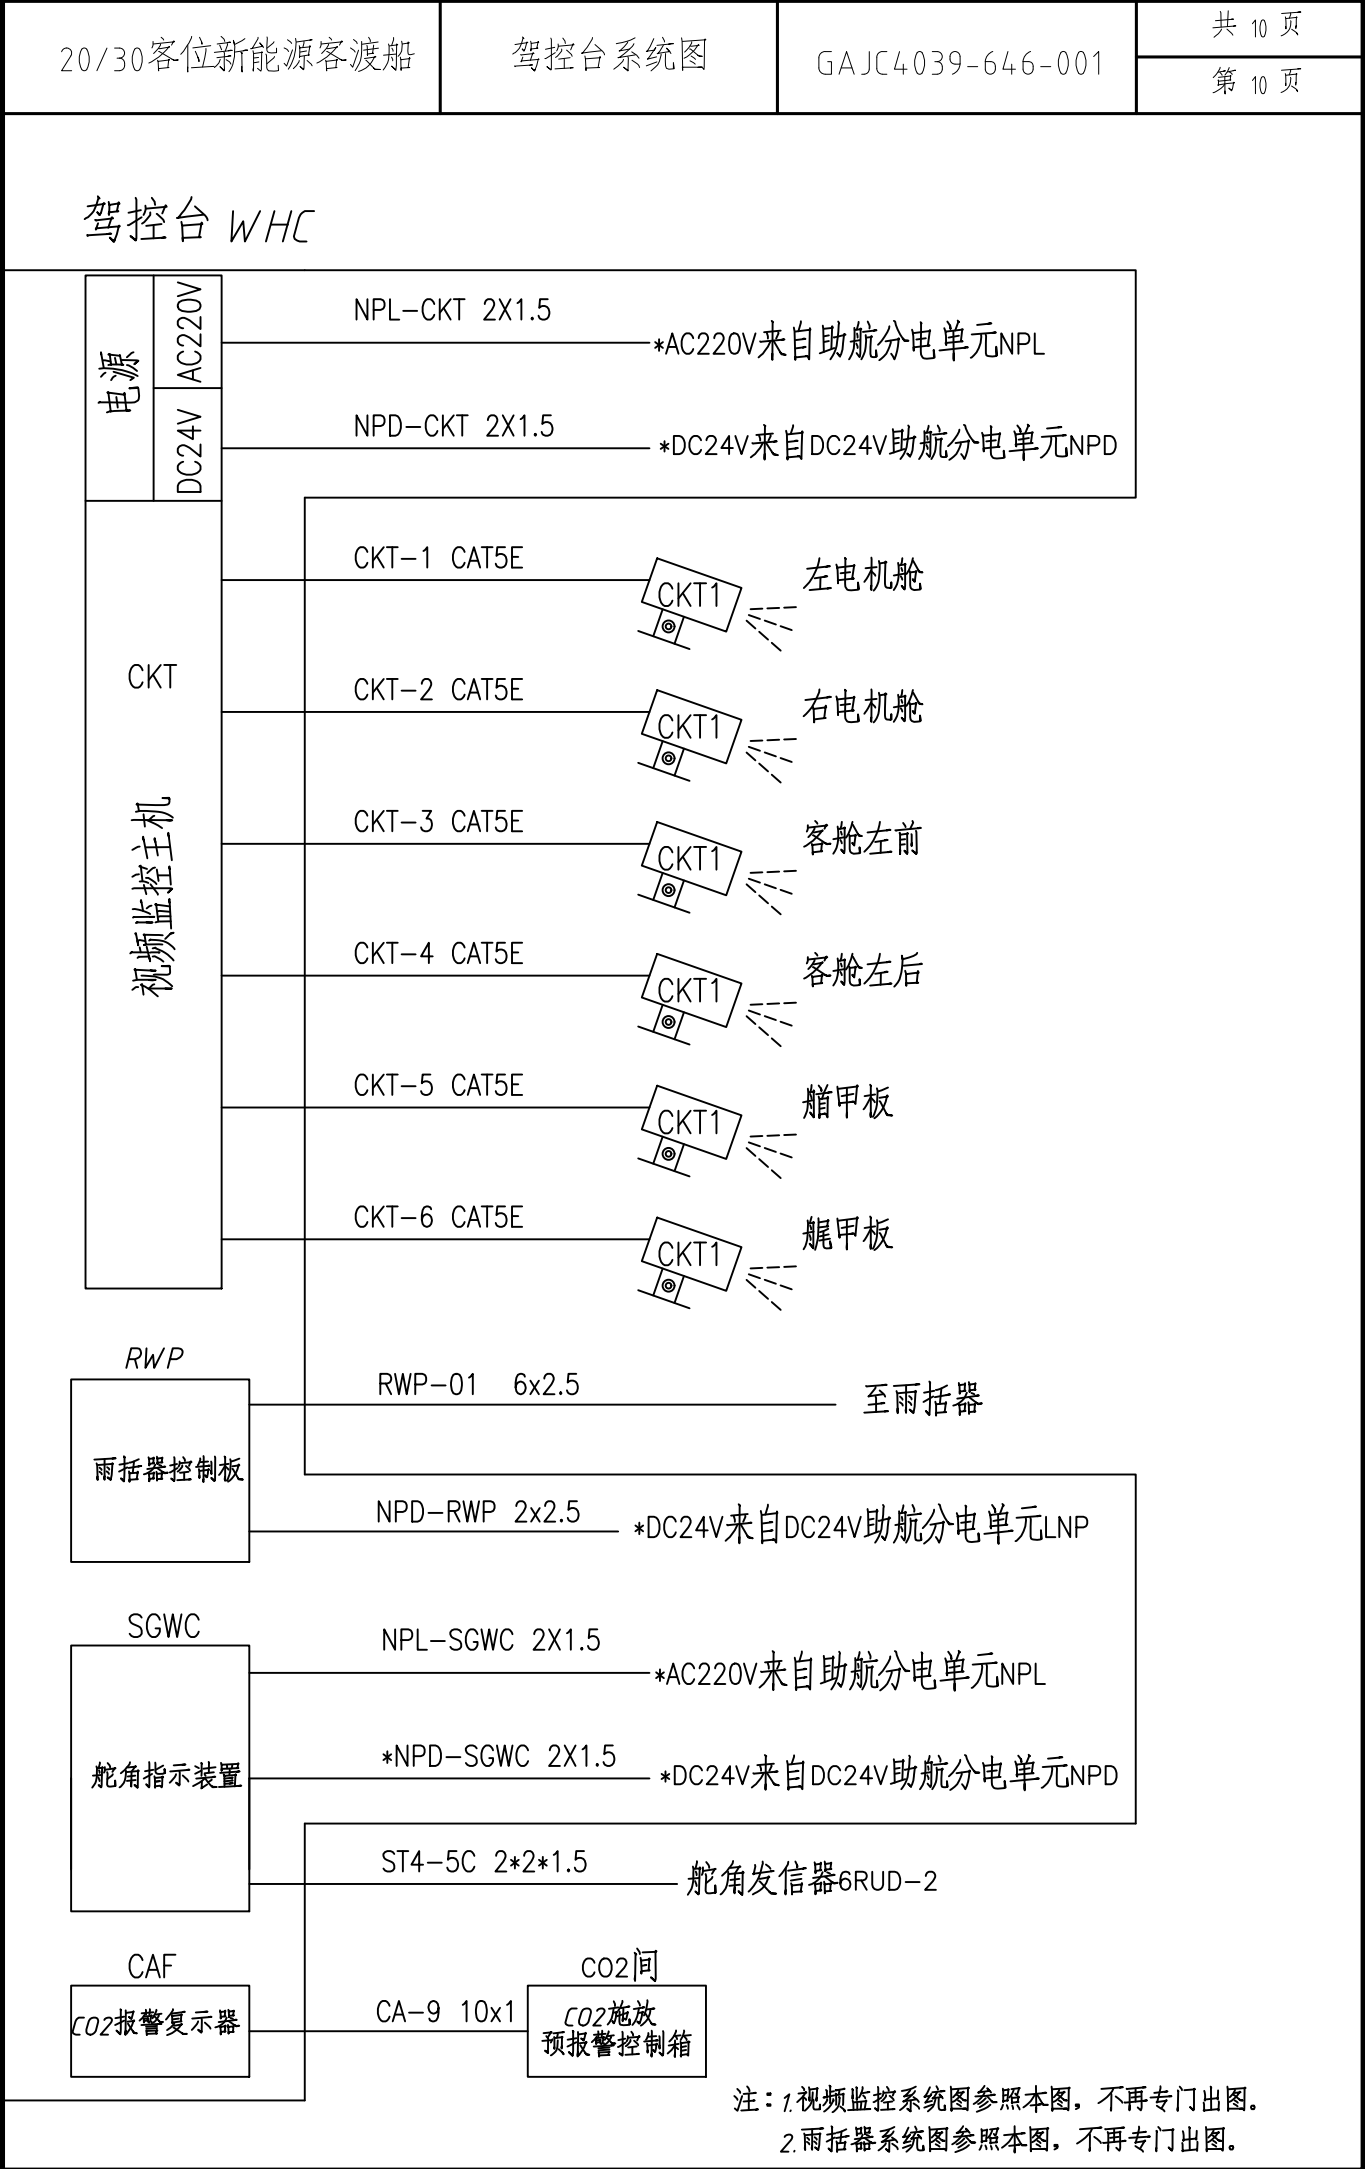 20/30客位新能源客渡船
驾控台系统图
GAJC4039-646-001
共 10 页
第 10 页
驾控台 WHC
电源
AC220V
DC24V
NPL-CKT 2X1.5
*AC220V来自助航分电单元NPL
NPD-CKT 2X1.5
*DC24V来自DC24V助航分电单元NPD
CKT
视频监控主机
CKT-1 CAT5E
CKT1
左电机舱
CKT-2 CAT5E
CKT1
右电机舱
CKT-3 CAT5E
CKT1
客舱左前
CKT-4 CAT5E
CKT1
客舱左后
CKT-5 CAT5E
CKT1
艏甲板
CKT-6 CAT5E
CKT1
艉甲板
RWP
雨括器控制板
RWP-01 6x2.5
至雨括器
NPD-RWP 2x2.5
*DC24V来自DC24V助航分电单元LNP
SGWC
舵角指示装置
NPL-SGWC 2X1.5
*AC220V来自助航分电单元NPL
*NPD-SGWC 2X1.5
*DC24V来自DC24V助航分电单元NPD
ST4-5C 2*2*1.5
舵角发信器6RUD-2
CAF
CO2报警复示器
CA-9 10x1
CO2间
CO2施放
预报警控制箱
注：1.视频监控系统图参照本图，不再专门出图。
2.雨括器系统图参照本图，不再专门出图。